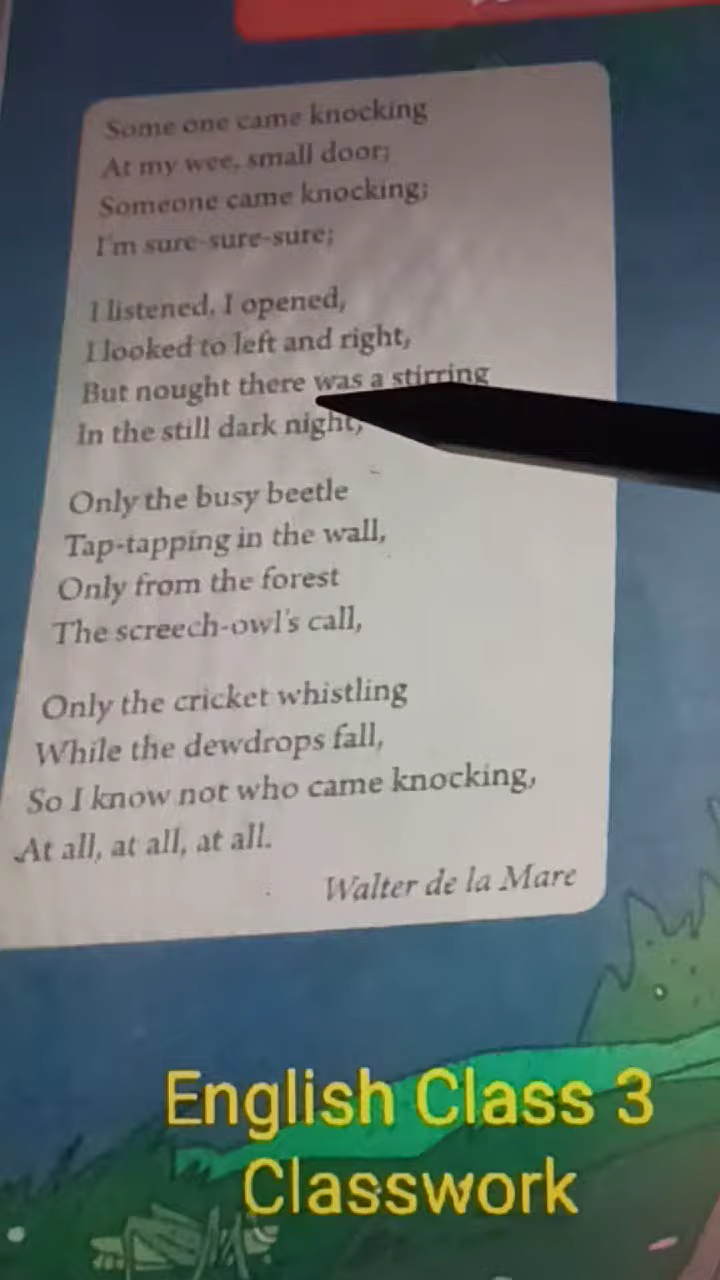 Some one came knocking
At my wee, small door;
Someone came knocking;
I'm sure-sure-sure;
I listened, I opened,
I looked to left and right,
But nought there was a stirring
In the still dark night,
Only the busy beetle
Tap-tapping in the wall,
Only from the forest
The screech-owl's call,
Only the cricket whistling
While the dewdrops fall,
So I know not who came knocking,
At all, at all, at all.
Walter de la Mare
English Class 3
Classwork